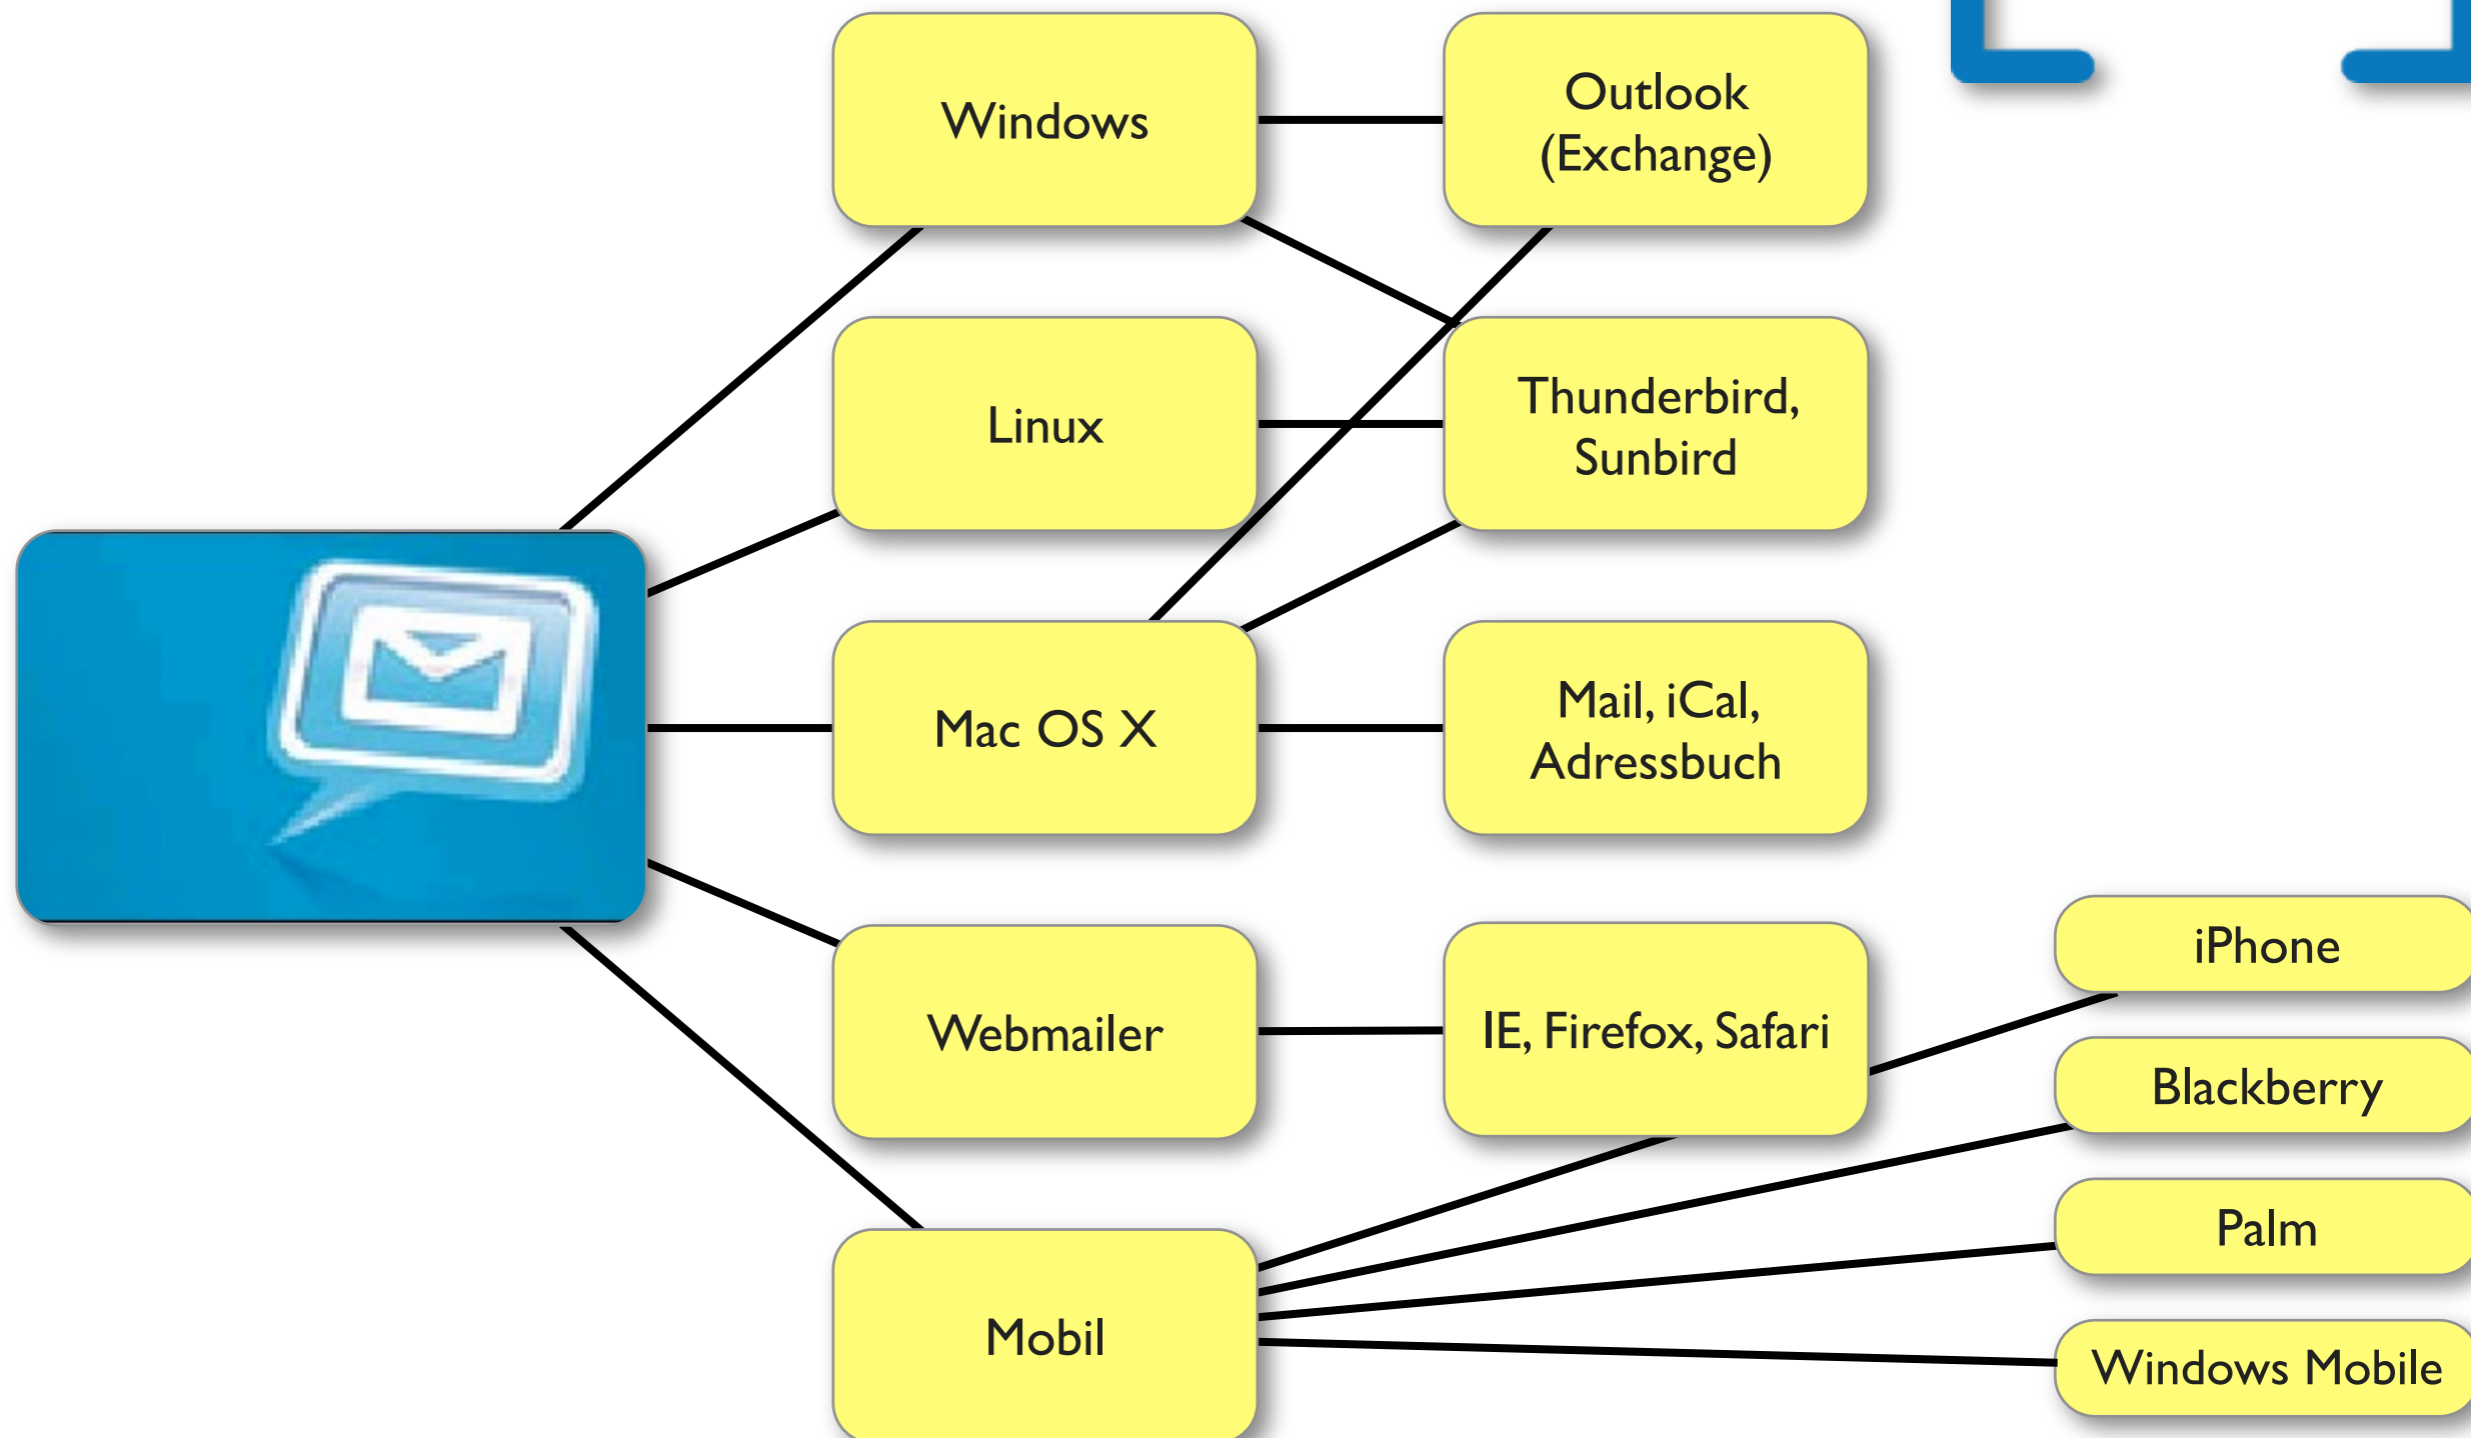 Windows
Outlook
(Exchange)
Linux
Thunderbird,
Sunbird
Mac OS X
Mail, iCal,
Adressbuch
Webmailer
IE, Firefox, Safari
iPhone
Blackberry
Palm
Mobil
Windows Mobile